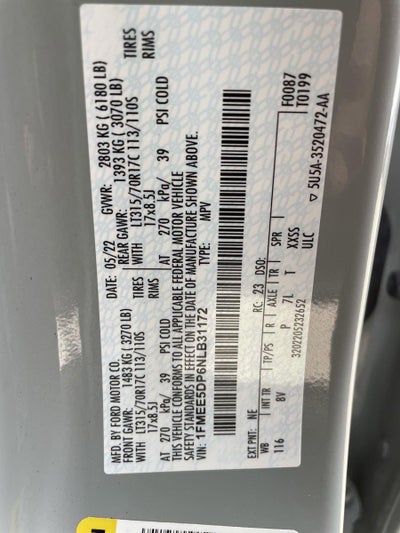 MFD. BY FORD MOTOR CO.
DATE: 05/22 GVWR: 2803 KG ( 6180 LB)
FRONT GAWR: 1483 KG (3270 LB) REAR GAWR: 1393 KG ( 3070 LB)
WITH LT315/70R17C 113/110S TIRES WITH LT315/70R17C 113/110S TIRES
17x8.5J RIMS 17x8.5J RIMS
AT 270 kPa/ 39 PSI COLD AT 270 kPa/ 39 PSI COLD
THIS VEHICLE CONFORMS TO ALL APPLICABLE FEDERAL MOTOR VEHICLE
SAFETY STANDARDS IN EFFECT ON THE DATE OF MANUFACTURE SHOWN ABOVE.
VIN: 1FMEE5DP6NLB31172
TYPE: MPV
F0087
T0199
EXT PNT: NE RC: 23 DSO:
WB INT TR TP/PS R AXLE TR SPR
116 8V P 7L T XXSS
3202205232652 ULC
5U5A-3520472-AA